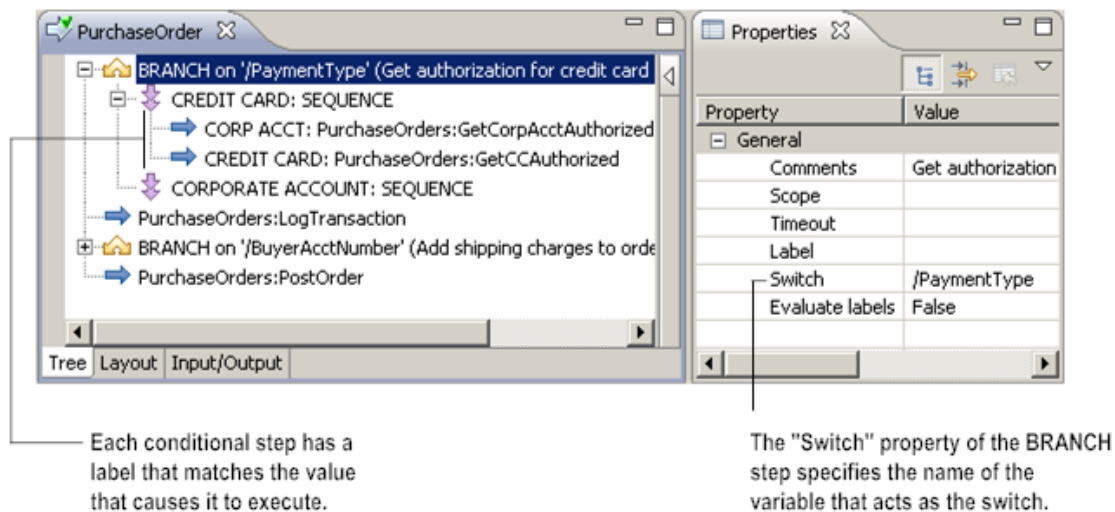 PurchaseOrder
BRANCH on '/PaymentType' (Get authorization for credit card
CREDIT CARD: SEQUENCE
CORP ACCT: PurchaseOrders:GetCorpAcctAuthorized
CREDIT CARD: PurchaseOrders:GetCCAuthorized
CORPORATE ACCOUNT: SEQUENCE
PurchaseOrders:LogTransaction
BRANCH on '/BuyerAcctNumber' (Add shipping charges to orde
PurchaseOrders:PostOrder
Tree Layout Input/Output
Properties
Property Value
General
Comments Get authorization
Scope
Timeout
Label
Switch /PaymentType
Evaluate labels False
Each conditional step has a
label that matches the value
that causes it to execute.
The "Switch" property of the BRANCH
step specifies the name of the
variable that acts as the switch.